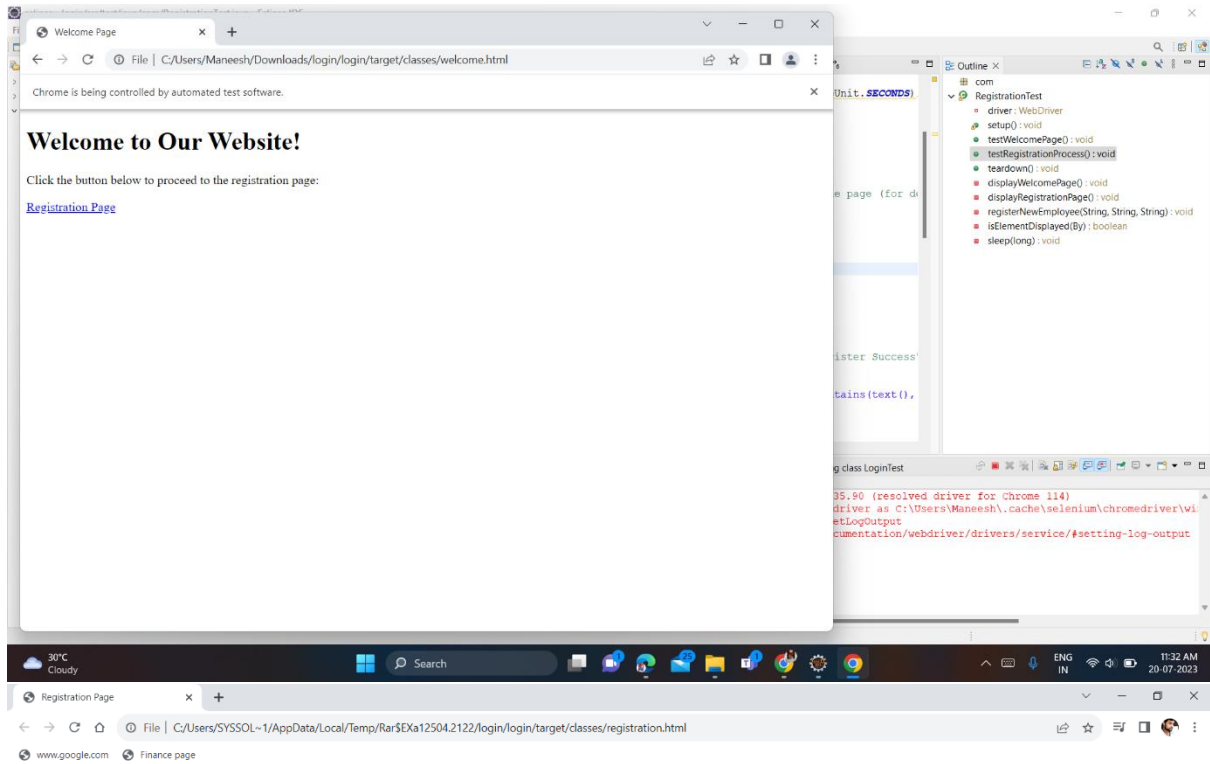 Welcome Page
File | C:/Users/Maneesh/Downloads/login/login/target/classes/welcome.html
Chrome is being controlled by automated test software.
Welcome to Our Website!
Click the button below to proceed to the registration page:
Registration Page
Unit.SECONDS)
e page (for de
ister Success"
tains(text(),
Outline
com
RegistrationTest
driver : WebDriver
setup() : void
testWelcomePage() : void
testRegistrationProcess() : void
teardown() : void
displayWelcomePage() : void
displayRegistrationPage() : void
registerNewEmployee(String, String, String) : void
isElementDisplayed(By) : boolean
sleep(long) : void
g class LoginTest
35.90 (resolved driver for Chrome 114)
driver as C:\Users\Maneesh\.cache\selenium\chromedriver\wi
etLogOutput
cumentation/webdriver/drivers/service/#setting-log-output
30°C
Cloudy
Search
ENG
IN
11:32 AM
20-07-2023
Registration Page
File | C:/Users/SYSSOL~1/AppData/Local/Temp/Rar$EXa12504.2122/login/login/target/classes/registration.html
www.google.com Finance page